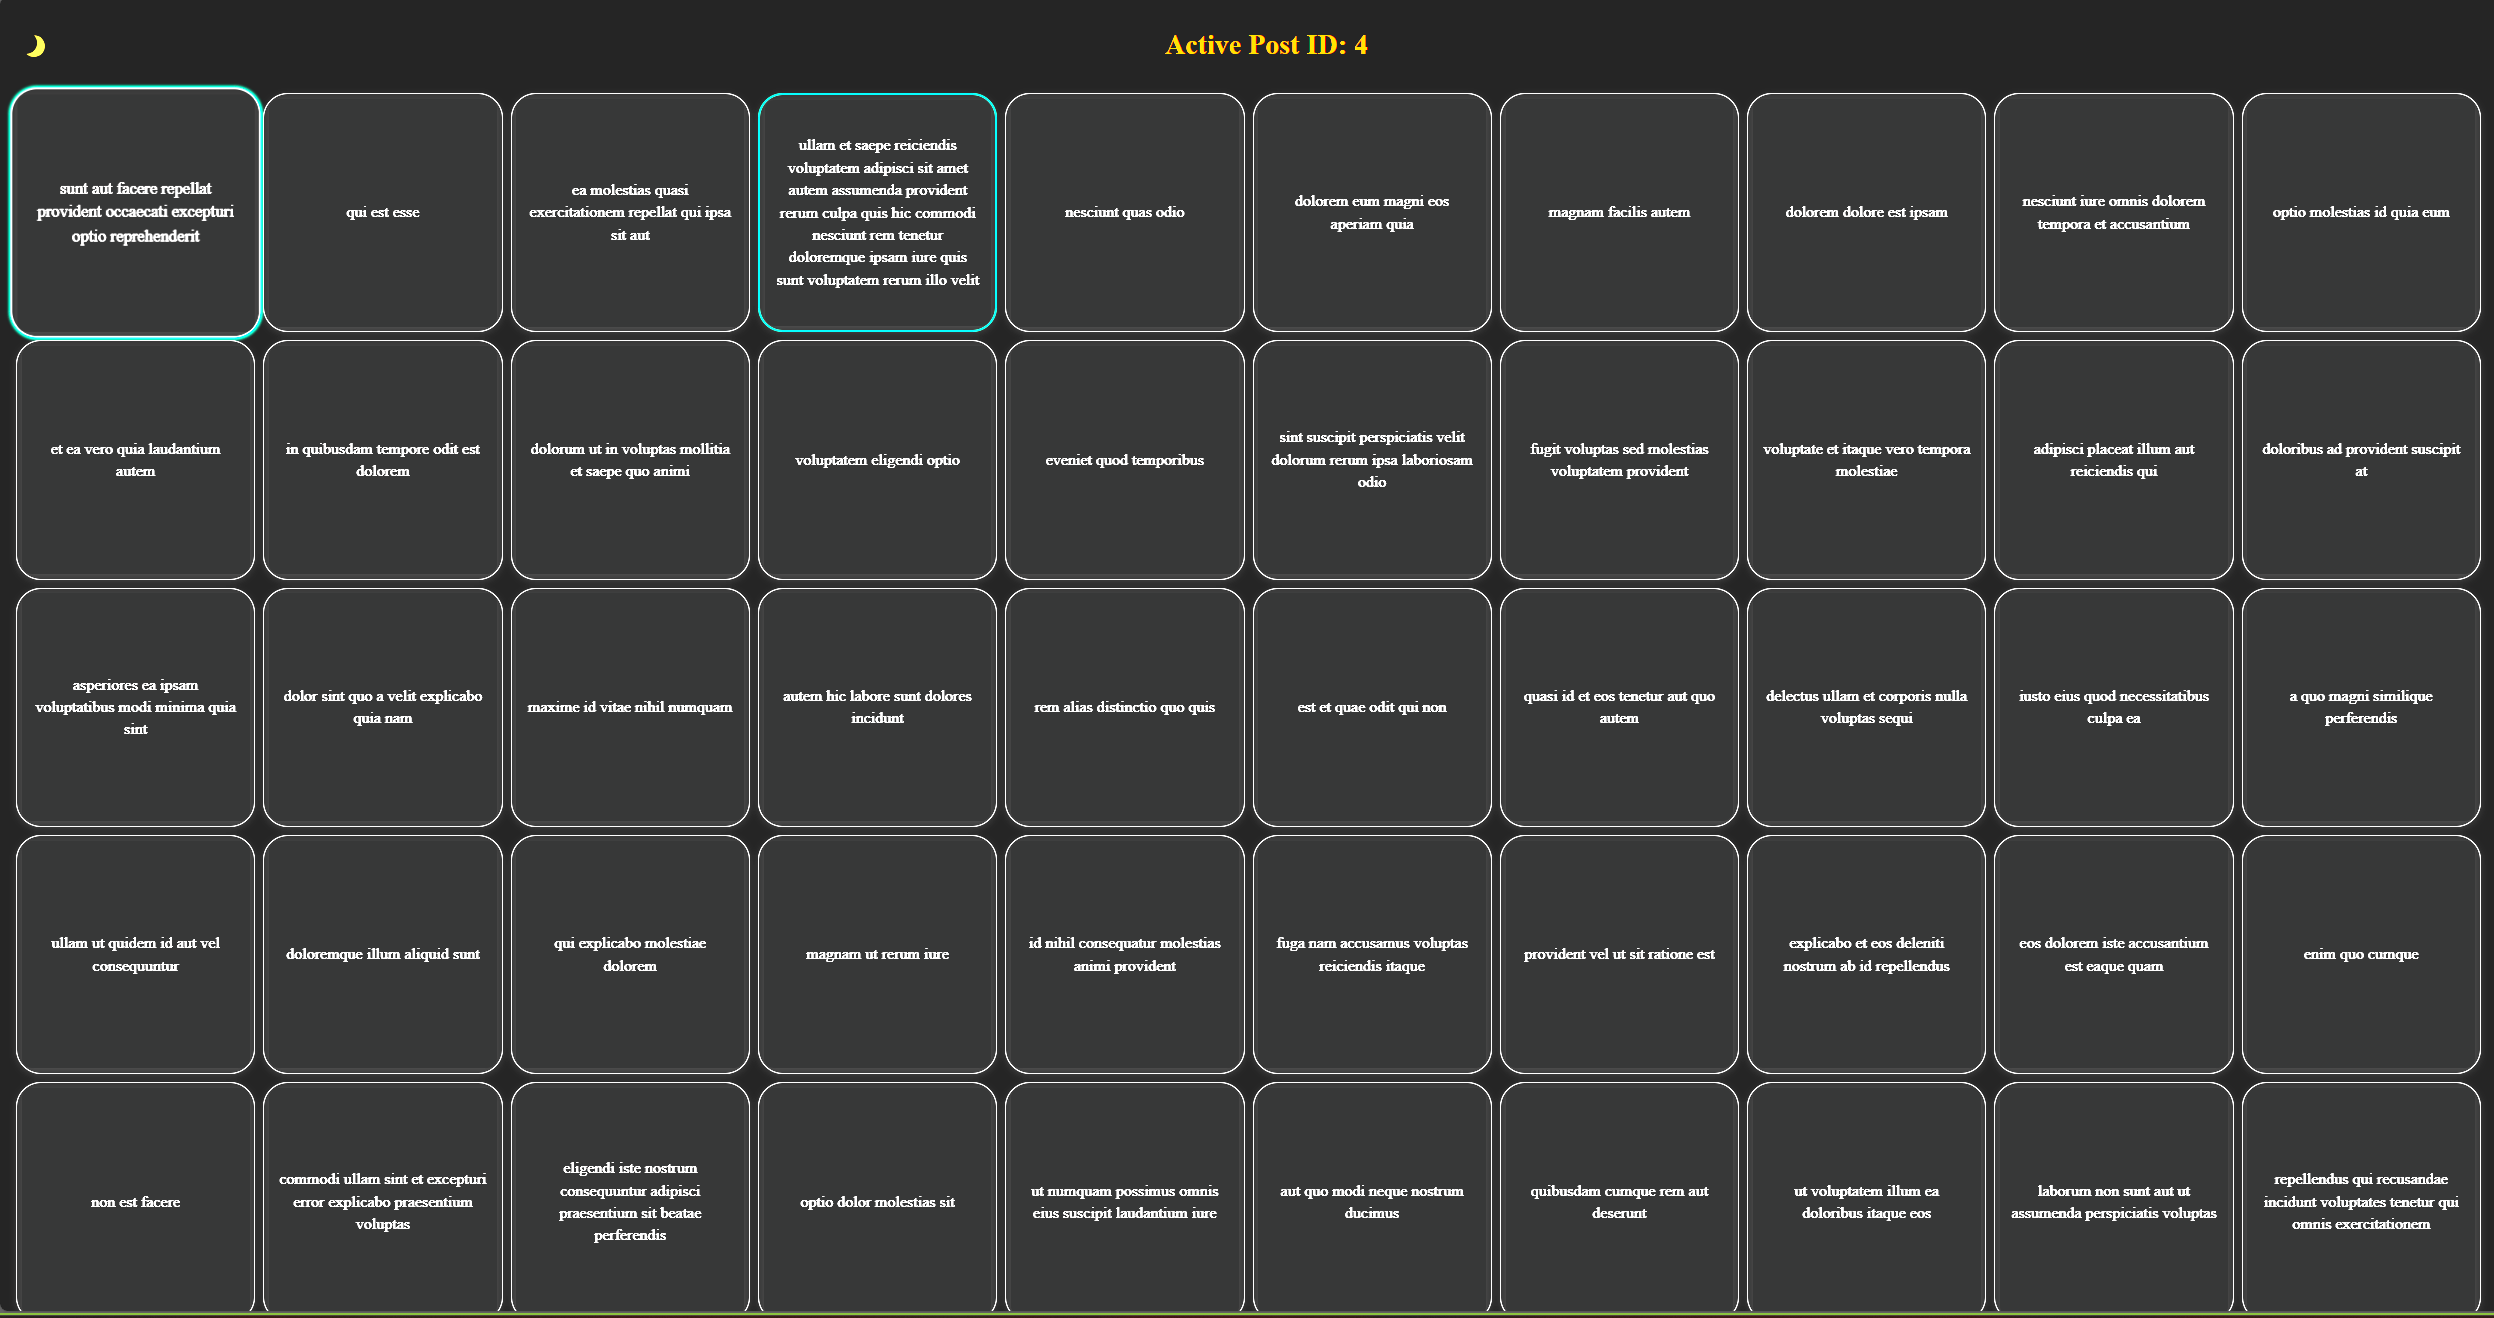 Active Post ID: 4
sunt aut facere repellat
provident occaecati excepturi
optio reprehenderit
qui est esse
ea molestias quasi
exercitationem repellat qui ipsa
sit aut
ullam et saepe reiciendis
voluptatem adipisci sit amet
autem assumenda provident
rerum culpa quis hic commodi
nesciunt rem tenetur
doloremque ipsam iure quis
sunt voluptatem rerum illo velit
nesciunt quas odio
dolorem eum magni eos
aperiam quia
magnam facilis autem
dolorem dolore est ipsam
nesciunt iure omnis dolorem
tempora et accusantium
optio molestias id quia eum
et ea vero quia laudantium
autem
in quibusdam tempore odit est
dolorem
dolorum ut in voluptas mollitia
et saepe quo animi
voluptatem eligendi optio
eveniet quod temporibus
sint suscipit perspiciatis velit
dolorum rerum ipsa laboriosam
odio
fugit voluptas sed molestias
voluptatem provident
voluptate et itaque vero tempora
molestiae
adipisci placeat illum aut
reiciendis qui
doloribus ad provident suscipit
at
asperiores ea ipsam
voluptatibus modi minima quia
sint
dolor sint quo a velit explicabo
quia nam
maxime id vitae nihil numquam
autem hic labore sunt dolores
incidunt
rem alias distinctio quo quis
est et quae odit qui non
quasi id et eos tenetur aut quo
autem
delectus ullam et corporis nulla
voluptas sequi
iusto eius quod necessitatibus
culpa ea
a quo magni similique
perferendis
ullam ut quidem id aut vel
consequuntur
doloremque illum aliquid sunt
qui explicabo molestiae
dolorem
magnam ut rerum iure
id nihil consequatur molestias
animi provident
fuga nam accusamus voluptas
reiciendis itaque
provident vel ut sit ratione est
explicabo et eos deleniti
nostrum ab id repellendus
eos dolorem iste accusantium
est eaque quam
enim quo cumque
non est facere
commodi ullam sint et excepturi
error explicabo praesentium
voluptas
eligendi iste nostrum
consequuntur adipisci
praesentium sit beatae
perferendis
optio dolor molestias sit
ut numquam possimus omnis
eius suscipit laudantium iure
aut quo modi neque nostrum
ducimus
quibusdam cumque rem aut
deserunt
ut voluptatem illum ea
doloribus itaque eos
laborum non sunt aut ut
assumenda perspiciatis voluptas
repellendus qui recusandae
incidunt voluptates tenetur qui
omnis exercitationem